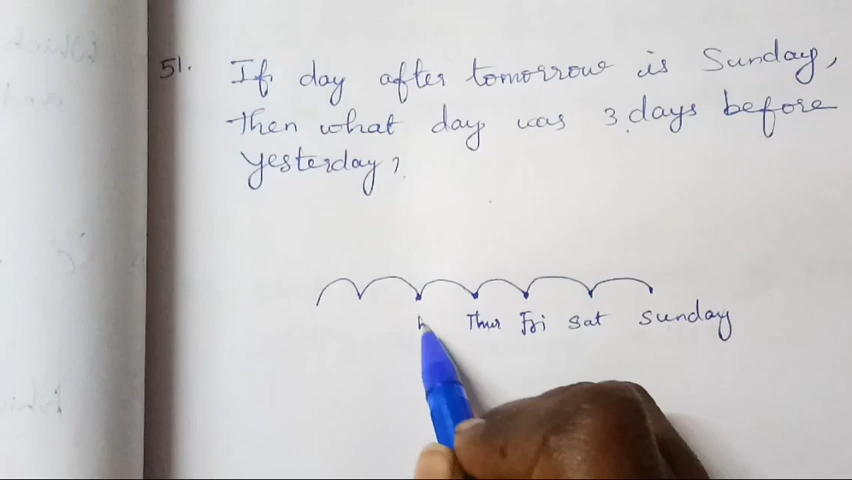 51. If day after tomorrow is Sunday,
then what day was 3 days before
yesterday?
Thur Fri Sat Sunday